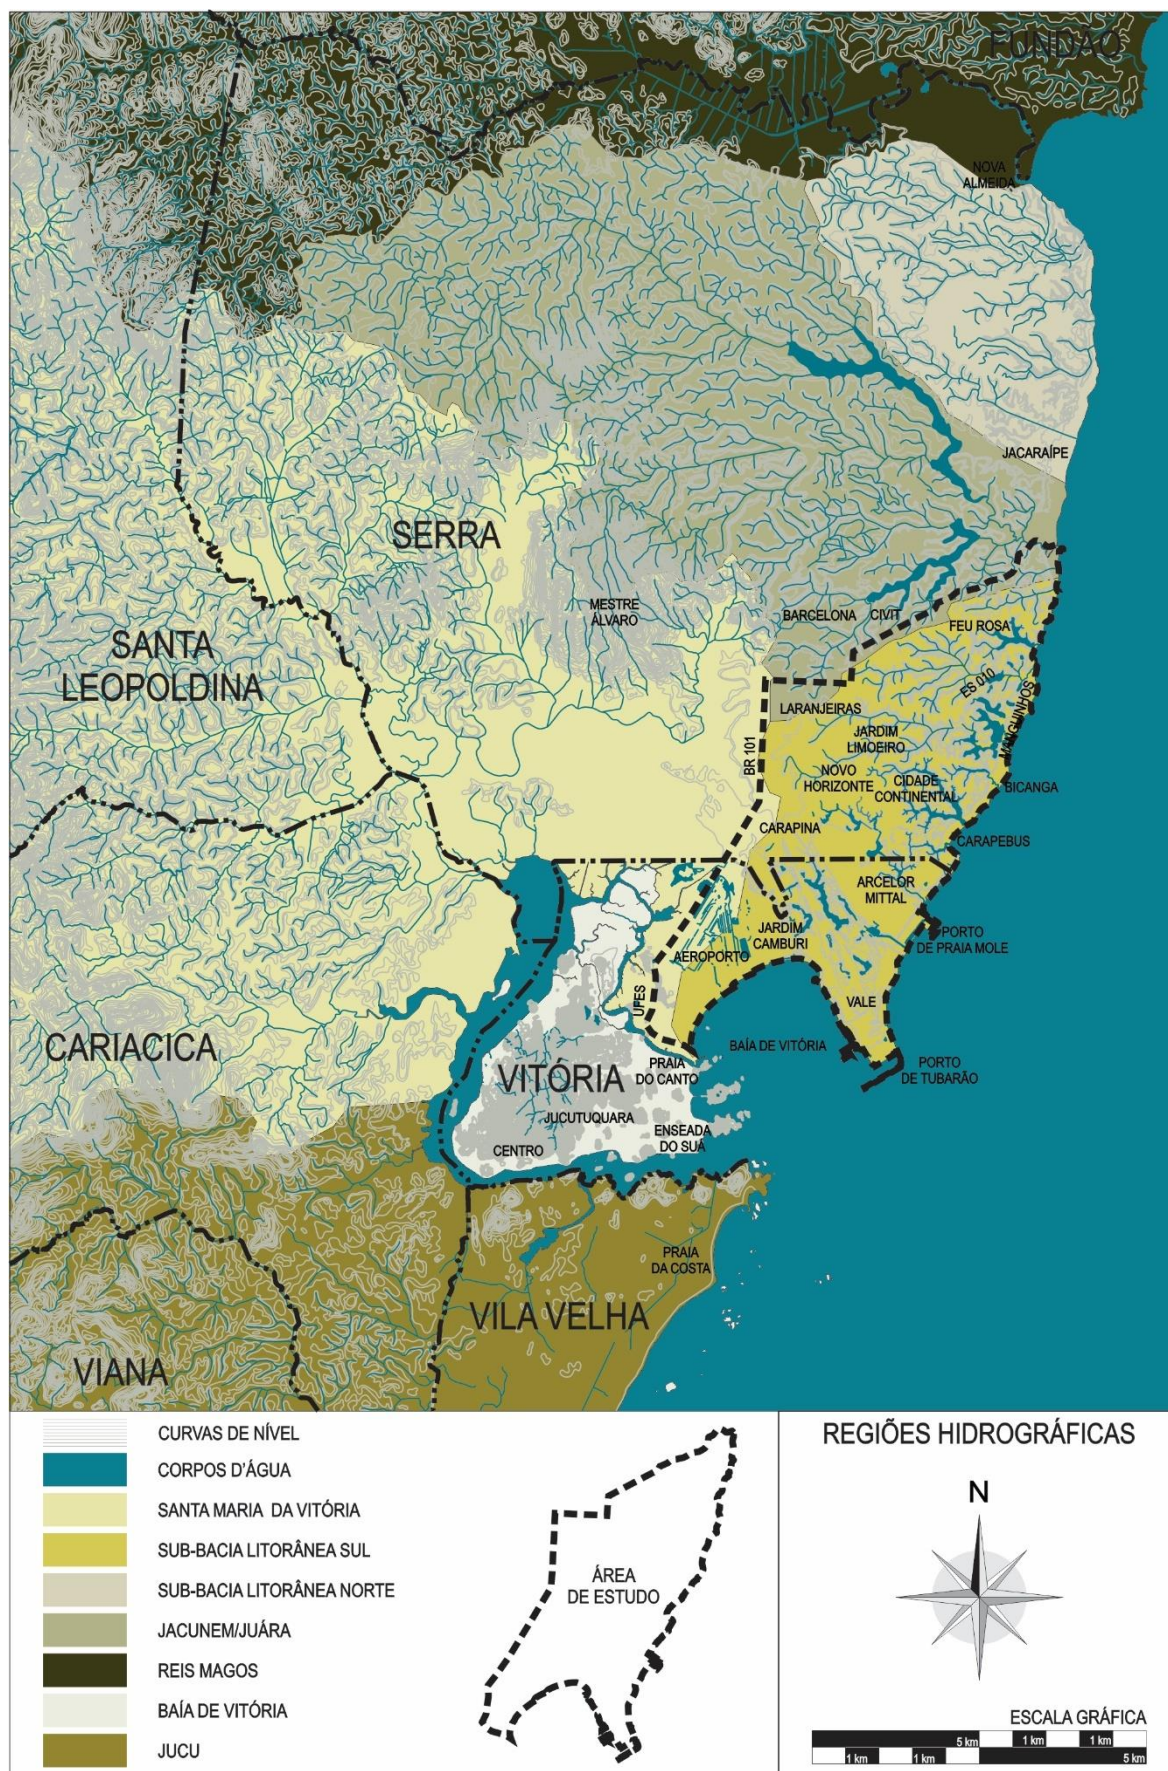 FUNDAO
NOVA
ALMEIDA
JACARAÍPE
SERRA
MESTRE
ÁLVARO
BARCELONA
CIVIT
FEU ROSA
SANTA
LEOPOLDINA
ES 010
MANGUINHOS
LARANJEIRAS
JARDIM
LIMOEIRO
BR 101
NOVO
HORIZONTE
CIDADE
CONTINENTAL
BICANGA
CARAPINA
CARAPEBUS
ARCELOR
MITTAL
JARDIM
CAMBURI
PORTO
DE PRAIA MOLE
AEROPORTO
UFES
VALE
CARIACICA
BAÍA DE VITÓRIA
PORTO
DE TUBARÃO
VITÓRIA
PRAIA
DO CANTO
JUCUTUQUARA
ENSEADA
DO SUÁ
CENTRO
PRAIA
DA COSTA
VILA VELHA
VIANA
CURVAS DE NÍVEL
CORPOS D'ÁGUA
SANTA MARIA DA VITÓRIA
SUB-BACIA LITORÂNEA SUL
SUB-BACIA LITORÂNEA NORTE
JACUNEM/JUÁRA
REIS MAGOS
BAÍA DE VITÓRIA
JUCU
ÁREA
DE ESTUDO
REGIÕES HIDROGRÁFICAS
N
ESCALA GRÁFICA
5 km 1 km 1 km
1 km 1 km 5 km